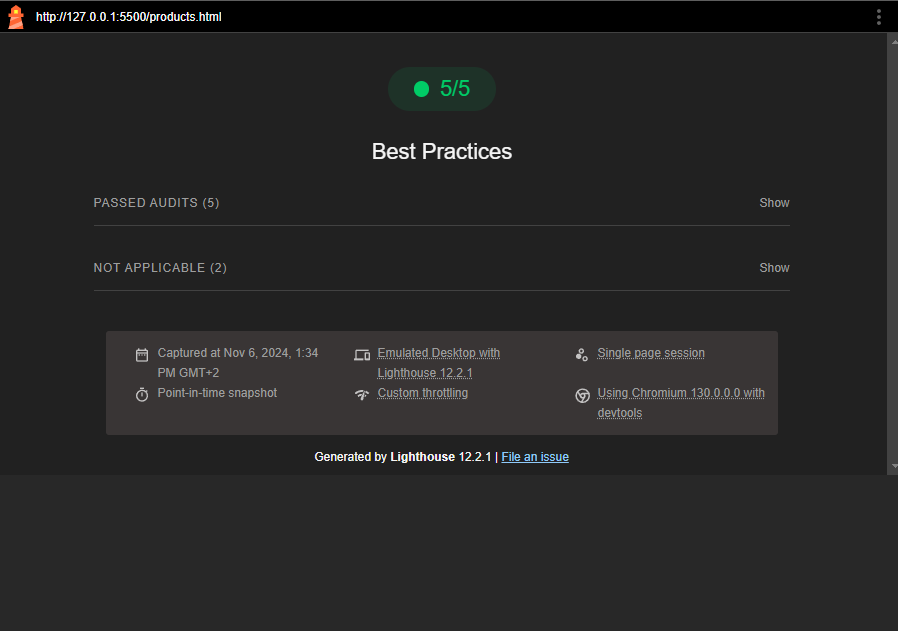 http://127.0.0.1:5500/products.html
5/5
Best Practices
PASSED AUDITS (5)
Show
NOT APPLICABLE (2)
Show
Captured at Nov 6, 2024, 1:34
PM GMT+2
Emulated Desktop with
Lighthouse 12.2.1
Single page session
Point-in-time snapshot
Custom throttling
Using Chromium 130.0.0.0 with
devtools
Generated by Lighthouse 12.2.1 | File an issue